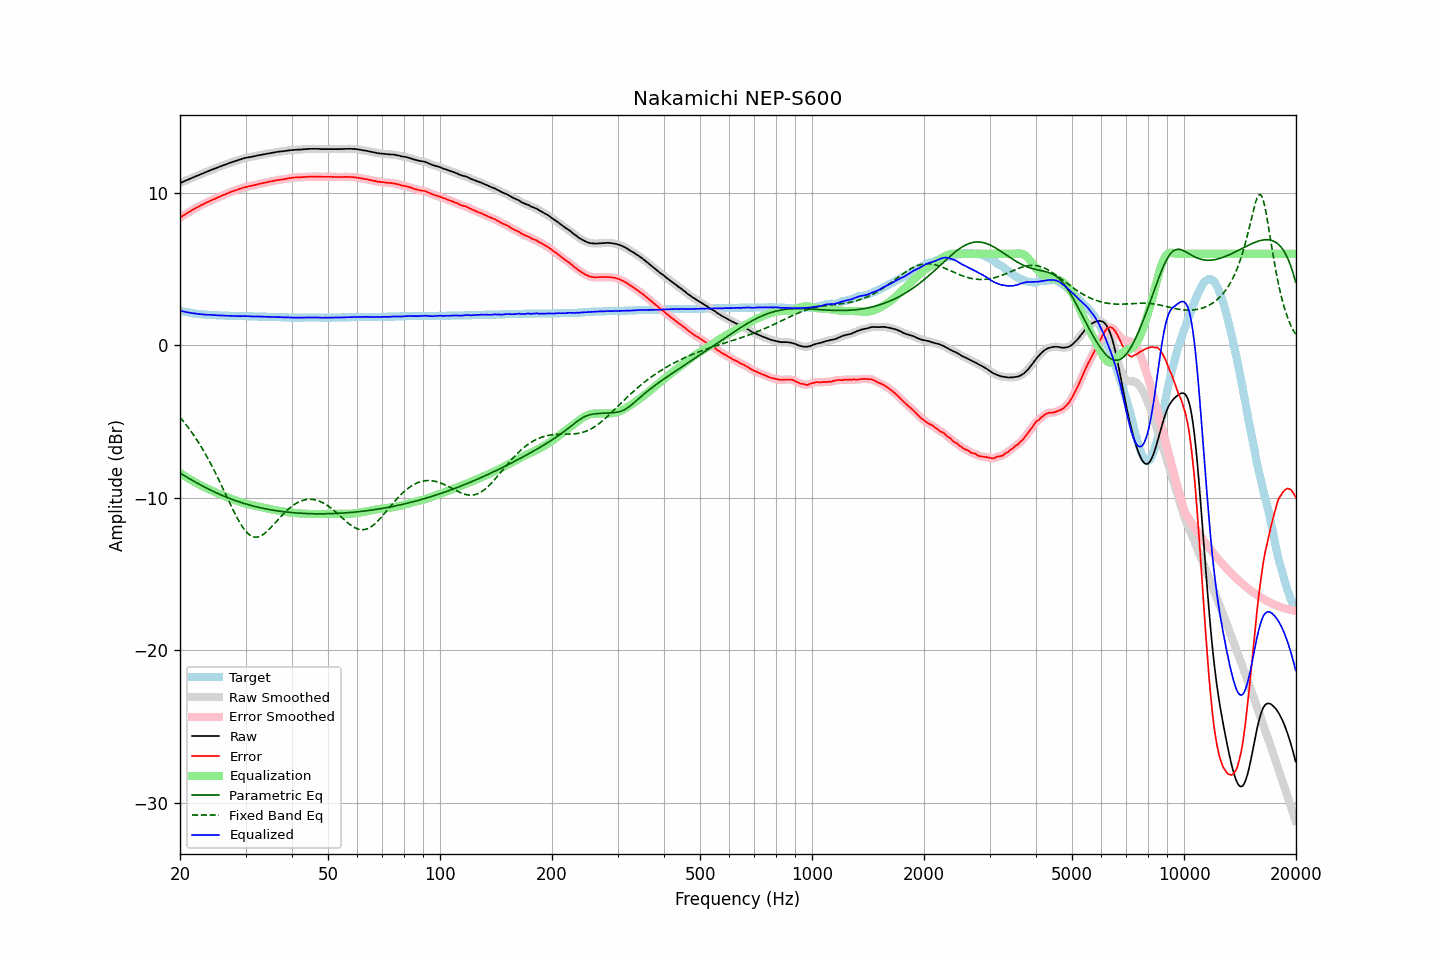 Nakamichi NEP-S600
Amplitude (dBr)
10
0
−10
−20
−30
Target
Raw Smoothed
Error Smoothed
Raw
Error
Equalization
Parametric Eq
Fixed Band Eq
Equalized
20 50 100 200 500 1000 2000 5000 10000 20000
Frequency (Hz)